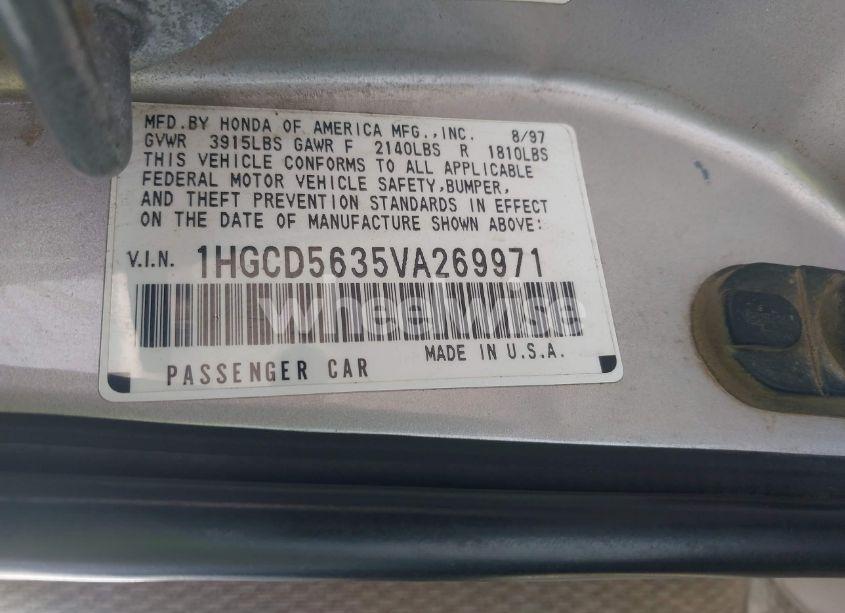 MFD.BY HONDA OF AMERICA MFG.,INC. 8/97
GVWR 3915LBS GAWR F 2140LBS R 1810LBS
THIS VEHICLE CONFORMS TO ALL APPLICABLE
FEDERAL MOTOR VEHICLE SAFETY,BUMPER,
AND THEFT PREVENTION STANDARDS IN EFFECT
ON THE DATE OF MANUFACTURE SHOWN ABOVE:
V.I.N. 1HGCD5635VA269971
wheelwise
PASSENGER CAR MADE IN U.S.A.